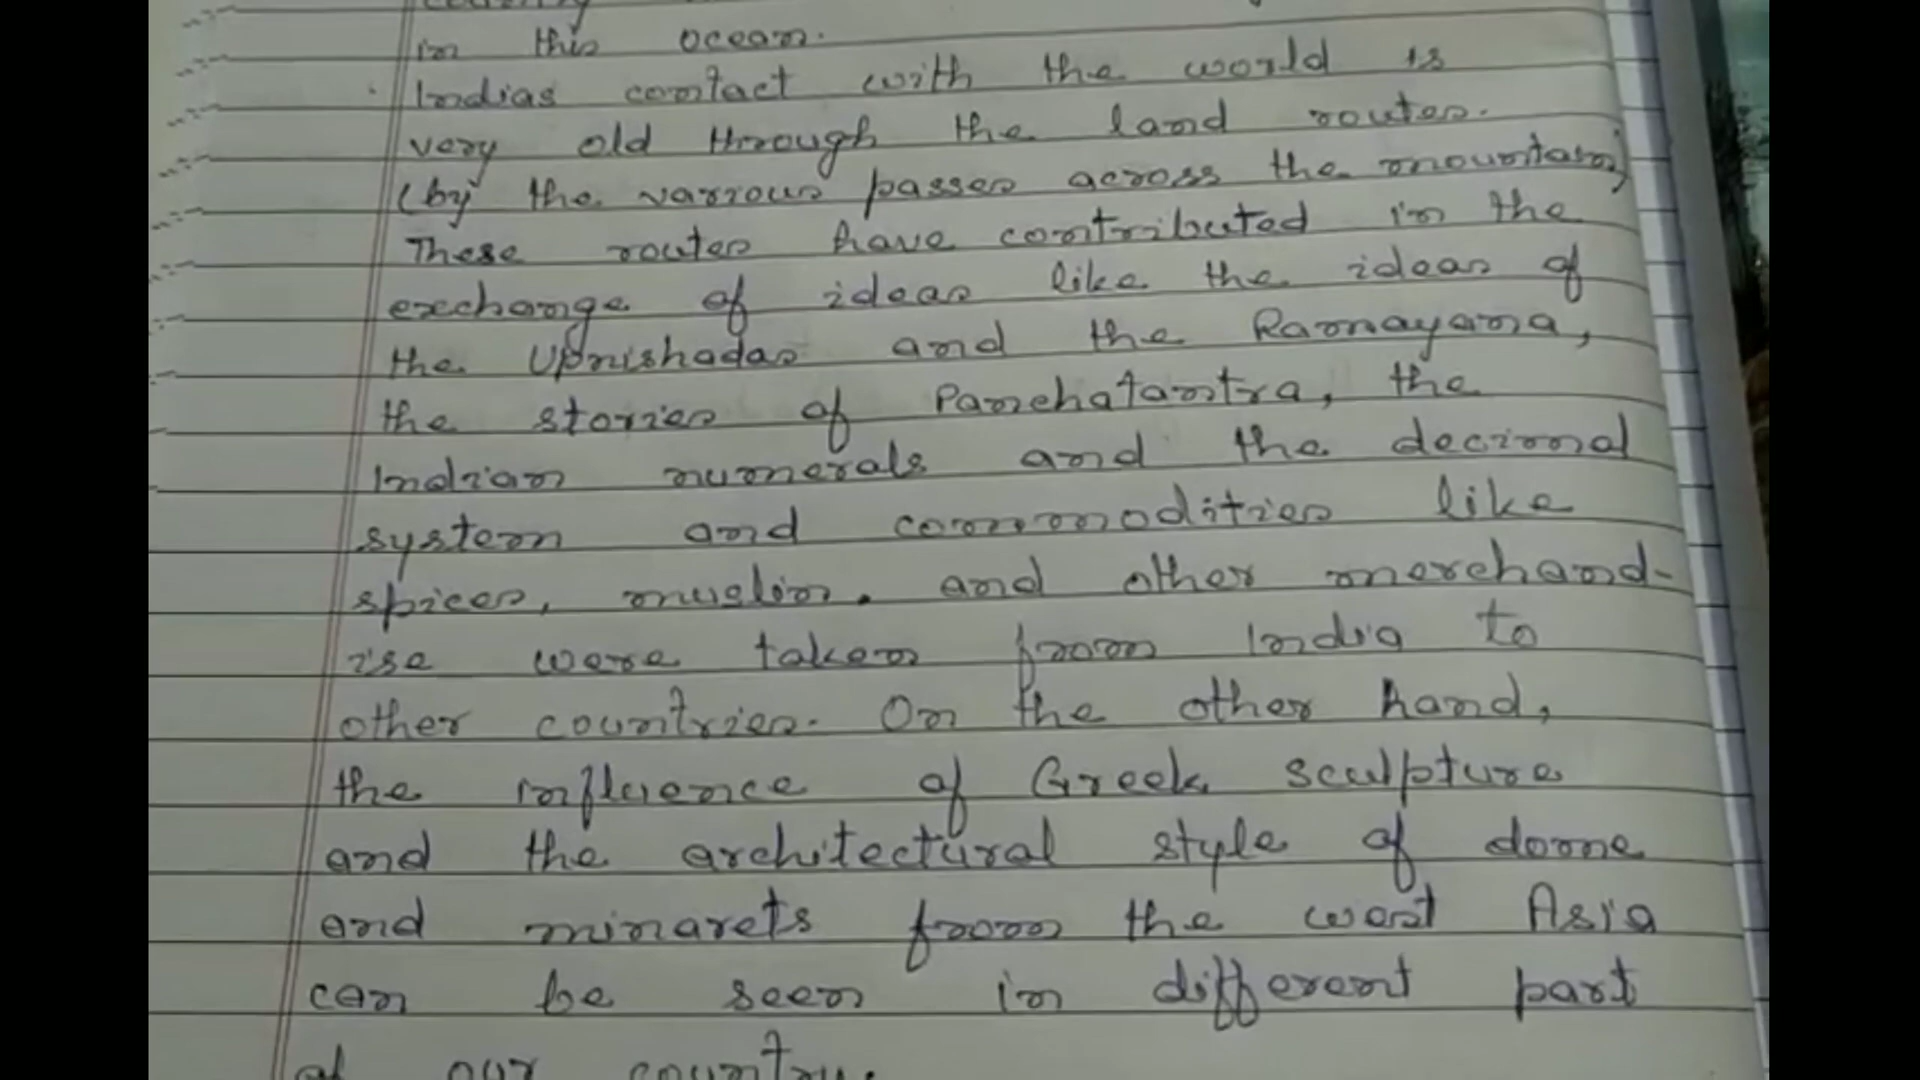 in this ocean.
Indias contact with the world is
very old through the land routes.
(by the various passes across the mountains)
These routes have contributed in the
exchange of ideas like the ideas of
the Upnishadas and the Ramayana,
the stories of Panchatantra, the
Indian numerals and the decimal
system and commodities like
spices, muslin. and other merchand-
ise were taken from India to
other countries. On the other hand,
the influence of Greek sculpture
and the architectural style of dome
and minarets from the west Asia
can be seen in different part
of our country.